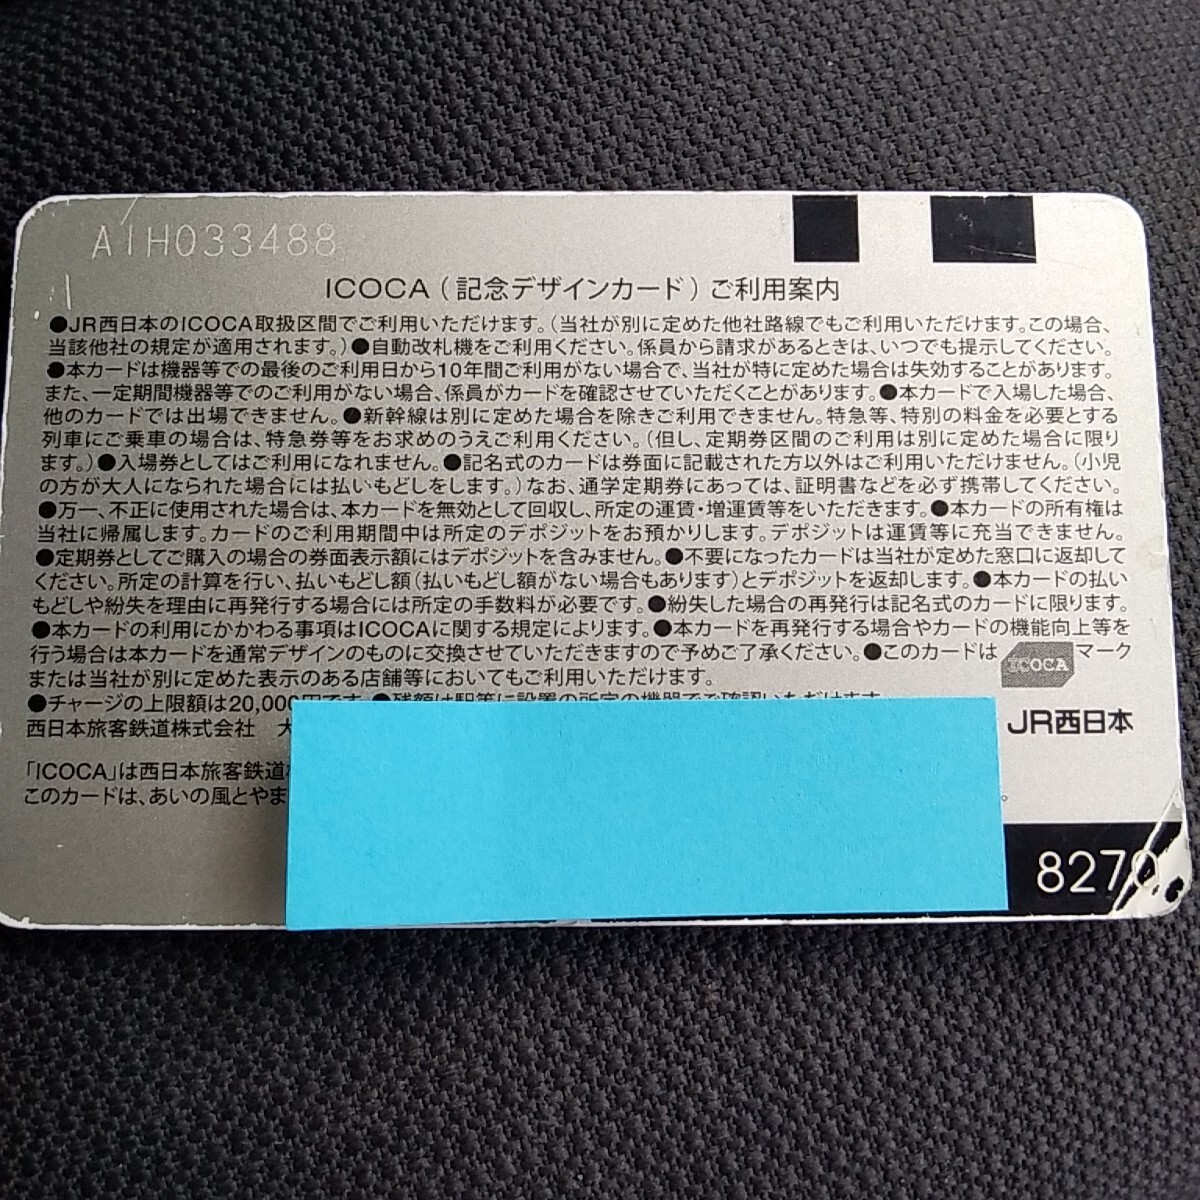 A1H033488
ICOCA（記念デザインカード）ご利用案内
●JR西日本のICOCA取扱区間でご利用いただけます。（当社が別に定めた他社路線でもご利用いただけます。この場合、
当該他社の規定が適用されます。）●自動改札機をご利用ください。係員から請求があるときは、いつでも提示してください。
●本カードは機器等での最後のご利用日から10年間ご利用がない場合で、当社が特に定めた場合は失効することがあります。
また、一定期間機器等でのご利用がない場合、係員がカードを確認させていただくことがあります。●本カードで入場した場合、
他のカードでは出場できません。●新幹線は別に定めた場合を除きご利用できません。特急等、特別の料金を必要とする
列車にご乗車の場合は、特急券等をお求めのうえご利用ください。（但し、定期券区間のご利用は別に定めた場合に限り
ます。）●入場券としてはご利用になれません。●記名式のカードは券面に記載された方以外はご利用いただけません。（小児
の方が大人になられた場合には払いもどしをします。）なお、通学定期券にあっては、証明書などを必ず携帯してください。
●万一、不正に使用された場合は、本カードを無効として回収し、所定の運賃・増運賃等をいただきます。●本カードの所有権は
当社に帰属します。カードのご利用期間中は所定のデポジットをお預かりします。デポジットは運賃等に充当できません。
●定期券としてご購入の場合の券面表示額にはデポジットを含みません。●不要になったカードは当社が定めた窓口に返却して
ください。所定の計算を行い、払いもどし額（払いもどし額がない場合もあります）とデポジットを返却します。●本カードの払い
もどしや紛失を理由に再発行する場合には所定の手数料が必要です。●紛失した場合の再発行は記名式のカードに限ります。
●本カードの利用にかかわる事項はICOCAに関する規定によります。●本カードを再発行する場合やカードの機能向上等を
行う場合は本カードを通常デザインのものに交換させていただきますので予めご了承ください。●このカードは ICOCA マーク
または当社が別に定めた表示のある店舗等においてもご利用いただけます。
●チャージの上限額は20,000円です。●残額は駅等に設置の所定の機器でご確認いただけます。
西日本旅客鉄道株式会社 大
JR西日本
「ICOCA」は西日本旅客鉄道
このカードは、あいの風とやま
。
8270